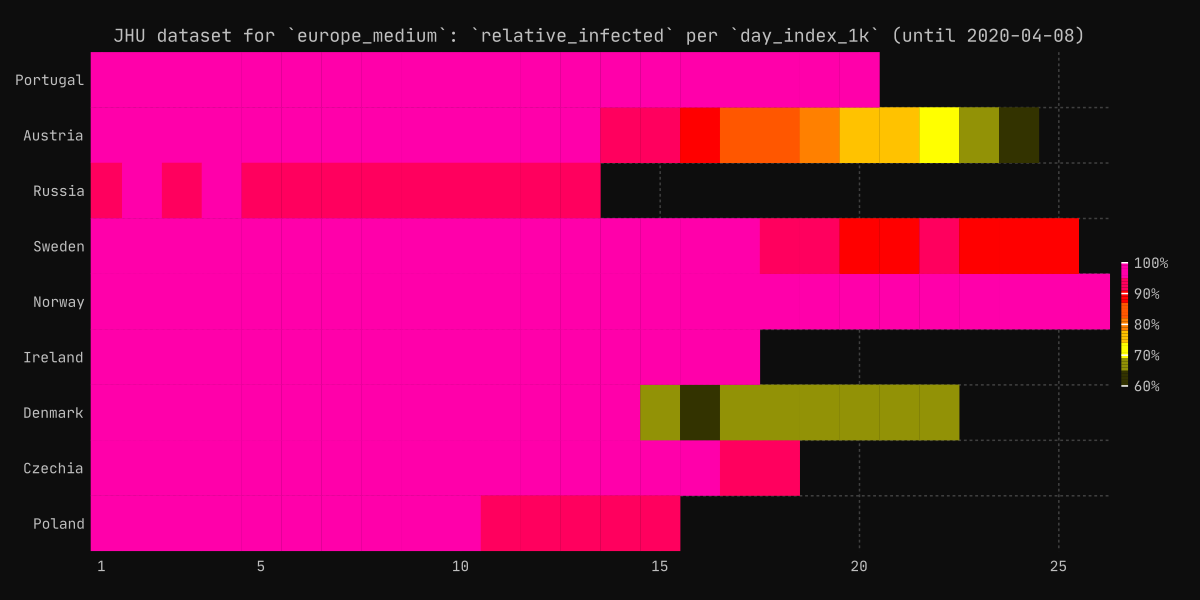 JHU dataset for `europe_medium`: `relative_infected` per `day_index_1k` (until 2020-04-08)
Portugal
Austria
Russia
Sweden
Norway
Ireland
Denmark
Czechia
Poland
100%
90%
80%
70%
60%
1 5 10 15 20 25